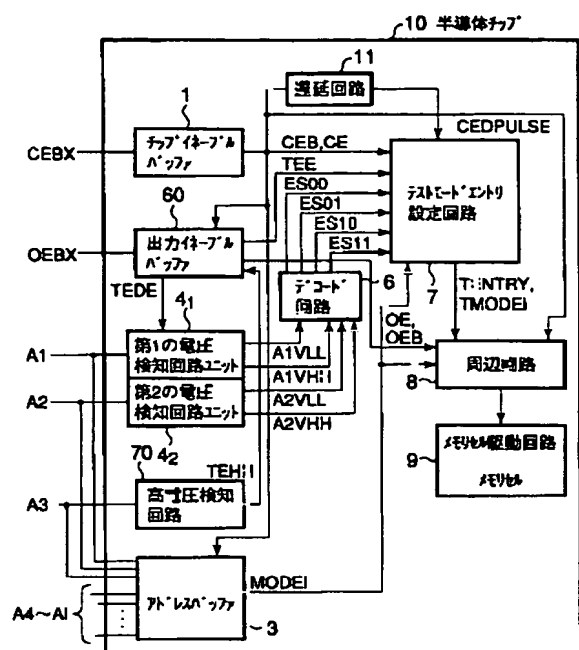 10 半導体チップ
11
遅延回路
1
CEDPULSE
CEBX
チップイネーブル
バッファ
CEB,CE
TEE
ES00
ES01
ES10
ES11
テストモードエントリ
設定回路
60
OEBX
出力イネーブル
バッファ
TEDE
6
デコード
回路
7
OE,
OEB
TENTRY,
TMODEI
41
A1
第1の電圧
検知回路ユニット
A1VLL
A1VHH
A2
第2の電圧
検知回路ユニット
A2VLL
A2VHH
42
周辺回路
8
70
TEHH
A3
高電圧検知
回路
メモリセル駆動回路
メモリセル
9
MODEI
アドレスバッファ
A4~AI
3